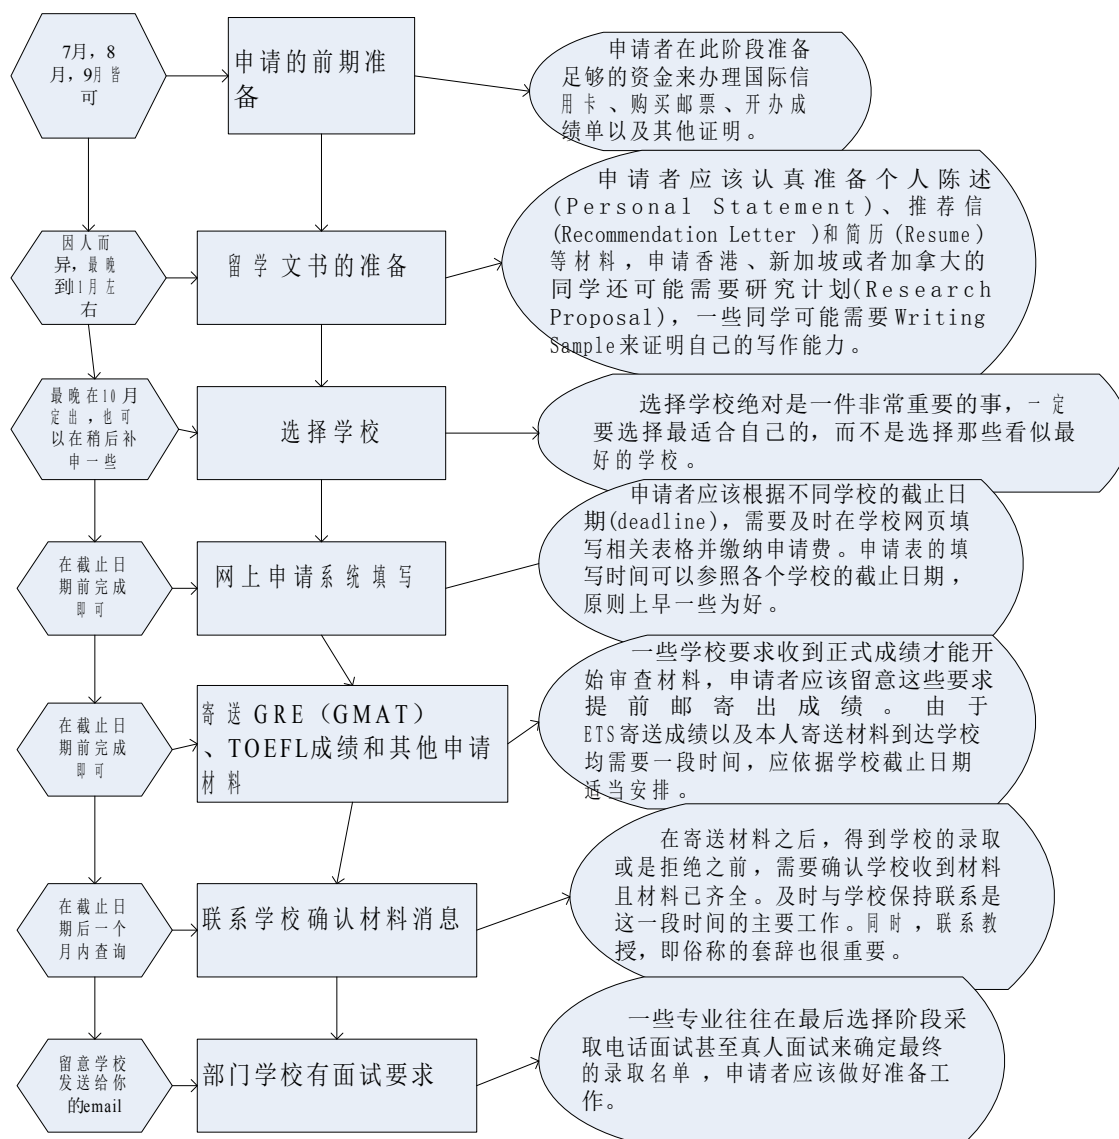 7月，8
月，9月皆
可
申请的前期准
备
申请者在此阶段准备
足够的资金来办理国际信
用卡、购买邮票、开办成
绩单以及其他证明。
因人而
异，最晚
到11月左
右
留学文书的准备
申请者应该认真准备个人陈述
(Personal Statement)、推荐信
(Recommendation Letter )和简历(Resume)
等材料，申请香港、新加坡或者加拿大的
同学还可能需要研究计划(Research
Proposal)，一些同学可能需要Writing
Sample来证明自己的写作能力。
最晚在10月
定出，也可
以在稍后补
申一些
选择学校
选择学校绝对是一件非常重要的事，一定
要选择最适合自己的，而不是选择那些看似最
好的学校。
在截止日
期前完成
即可
网上申请系统填写
申请者应该根据不同学校的截止日
期(deadline)，需要及时在学校网页填
写相关表格并缴纳申请费。申请表的填
写时间可以参照各个学校的截止日期，
原则上早一些为好。
在截止日
期前完成
即可
寄送GRE（GMAT）
、TOEFL成绩和其他申请
材料
一些学校要求收到正式成绩才能开
始审查材料，申请者应该留意这些要求
提前邮寄出成绩。由于
ETS寄送成绩以及本人寄送材料到达学校
均需要一段时间，应依据学校截止日期
适当安排。
在截止日
期后一个
月内查询
联系学校确认材料消息
在寄送材料之后，得到学校的录取
或是拒绝之前，需要确认学校收到材料
且材料已齐全。及时与学校保持联系是
这一段时间的主要工作。同时，联系教
授，即俗称的套辞也很重要。
留意学校
发送给你
的email
部门学校有面试要求
一些专业往往在最后选择阶段采
取电话面试甚至真人面试来确定最终
的录取名单，申请者应该做好准备工
作。